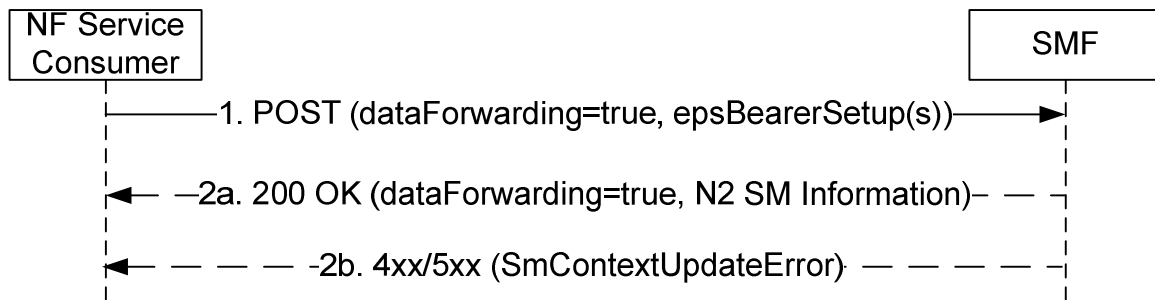 NF Service
Consumer
SMF
1. POST (dataForwarding=true, epsBearerSetup(s))
2a. 200 OK (dataForwarding=true, N2 SM Information)
2b. 4xx/5xx (SmContextUpdateError)